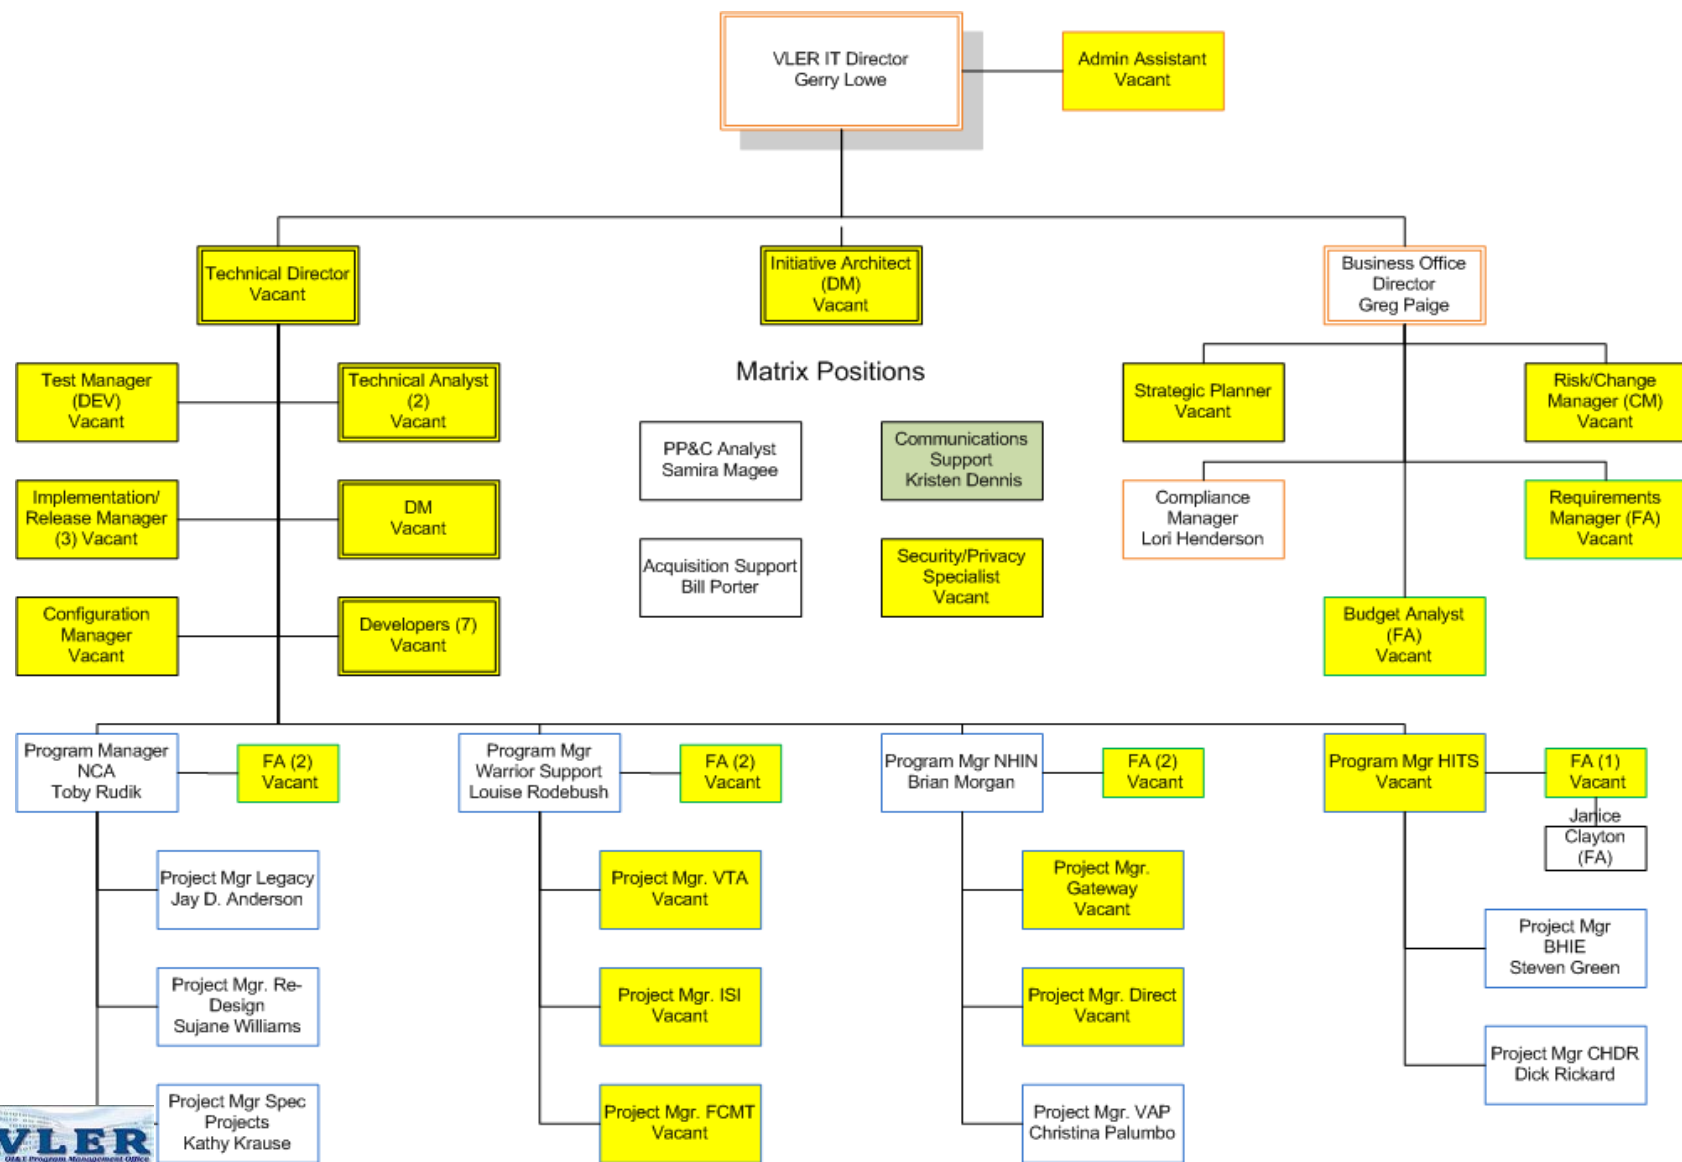 VLER IT Director
Gerry Lowe
Admin Assistant
Vacant
Technical Director
Vacant
Initiative Architect
(DM)
Vacant
Business Office
Director
Greg Paige
Test Manager
(DEV)
Vacant
Technical Analyst
(2)
Vacant
Matrix Positions
Strategic Planner
Vacant
Risk/Change
Manager (CM)
Vacant
PP&C Analyst
Samira Magee
Communications
Support
Kristen Dennis
Implementation/
Release Manager
(3) Vacant
DM
Vacant
Compliance
Manager
Lori Henderson
Requirements
Manager (FA)
Vacant
Acquisition Support
Bill Porter
Security/Privacy
Specialist
Vacant
Configuration
Manager
Vacant
Developers (7)
Vacant
Budget Analyst
(FA)
Vacant
Program Manager
NCA
Toby Rudik
FA (2)
Vacant
Program Mgr
Warrior Support
Louise Rodebush
FA (2)
Vacant
Program Mgr NHIN
Brian Morgan
FA (2)
Vacant
Program Mgr HITS
Vacant
FA (1)
Vacant
Janice
Clayton
(FA)
Project Mgr Legacy
Jay D. Anderson
Project Mgr. VTA
Vacant
Project Mgr.
Gateway
Vacant
Project Mgr
BHIE
Steven Green
Project Mgr. Re-
Design
Sujane Williams
Project Mgr. ISI
Vacant
Project Mgr. Direct
Vacant
Project Mgr CHDR
Dick Rickard
Project Mgr Spec
Projects
Kathy Krause
Project Mgr. FCMT
Vacant
Project Mgr. VAP
Christina Palumbo
VLER
OI&T Program Management Office